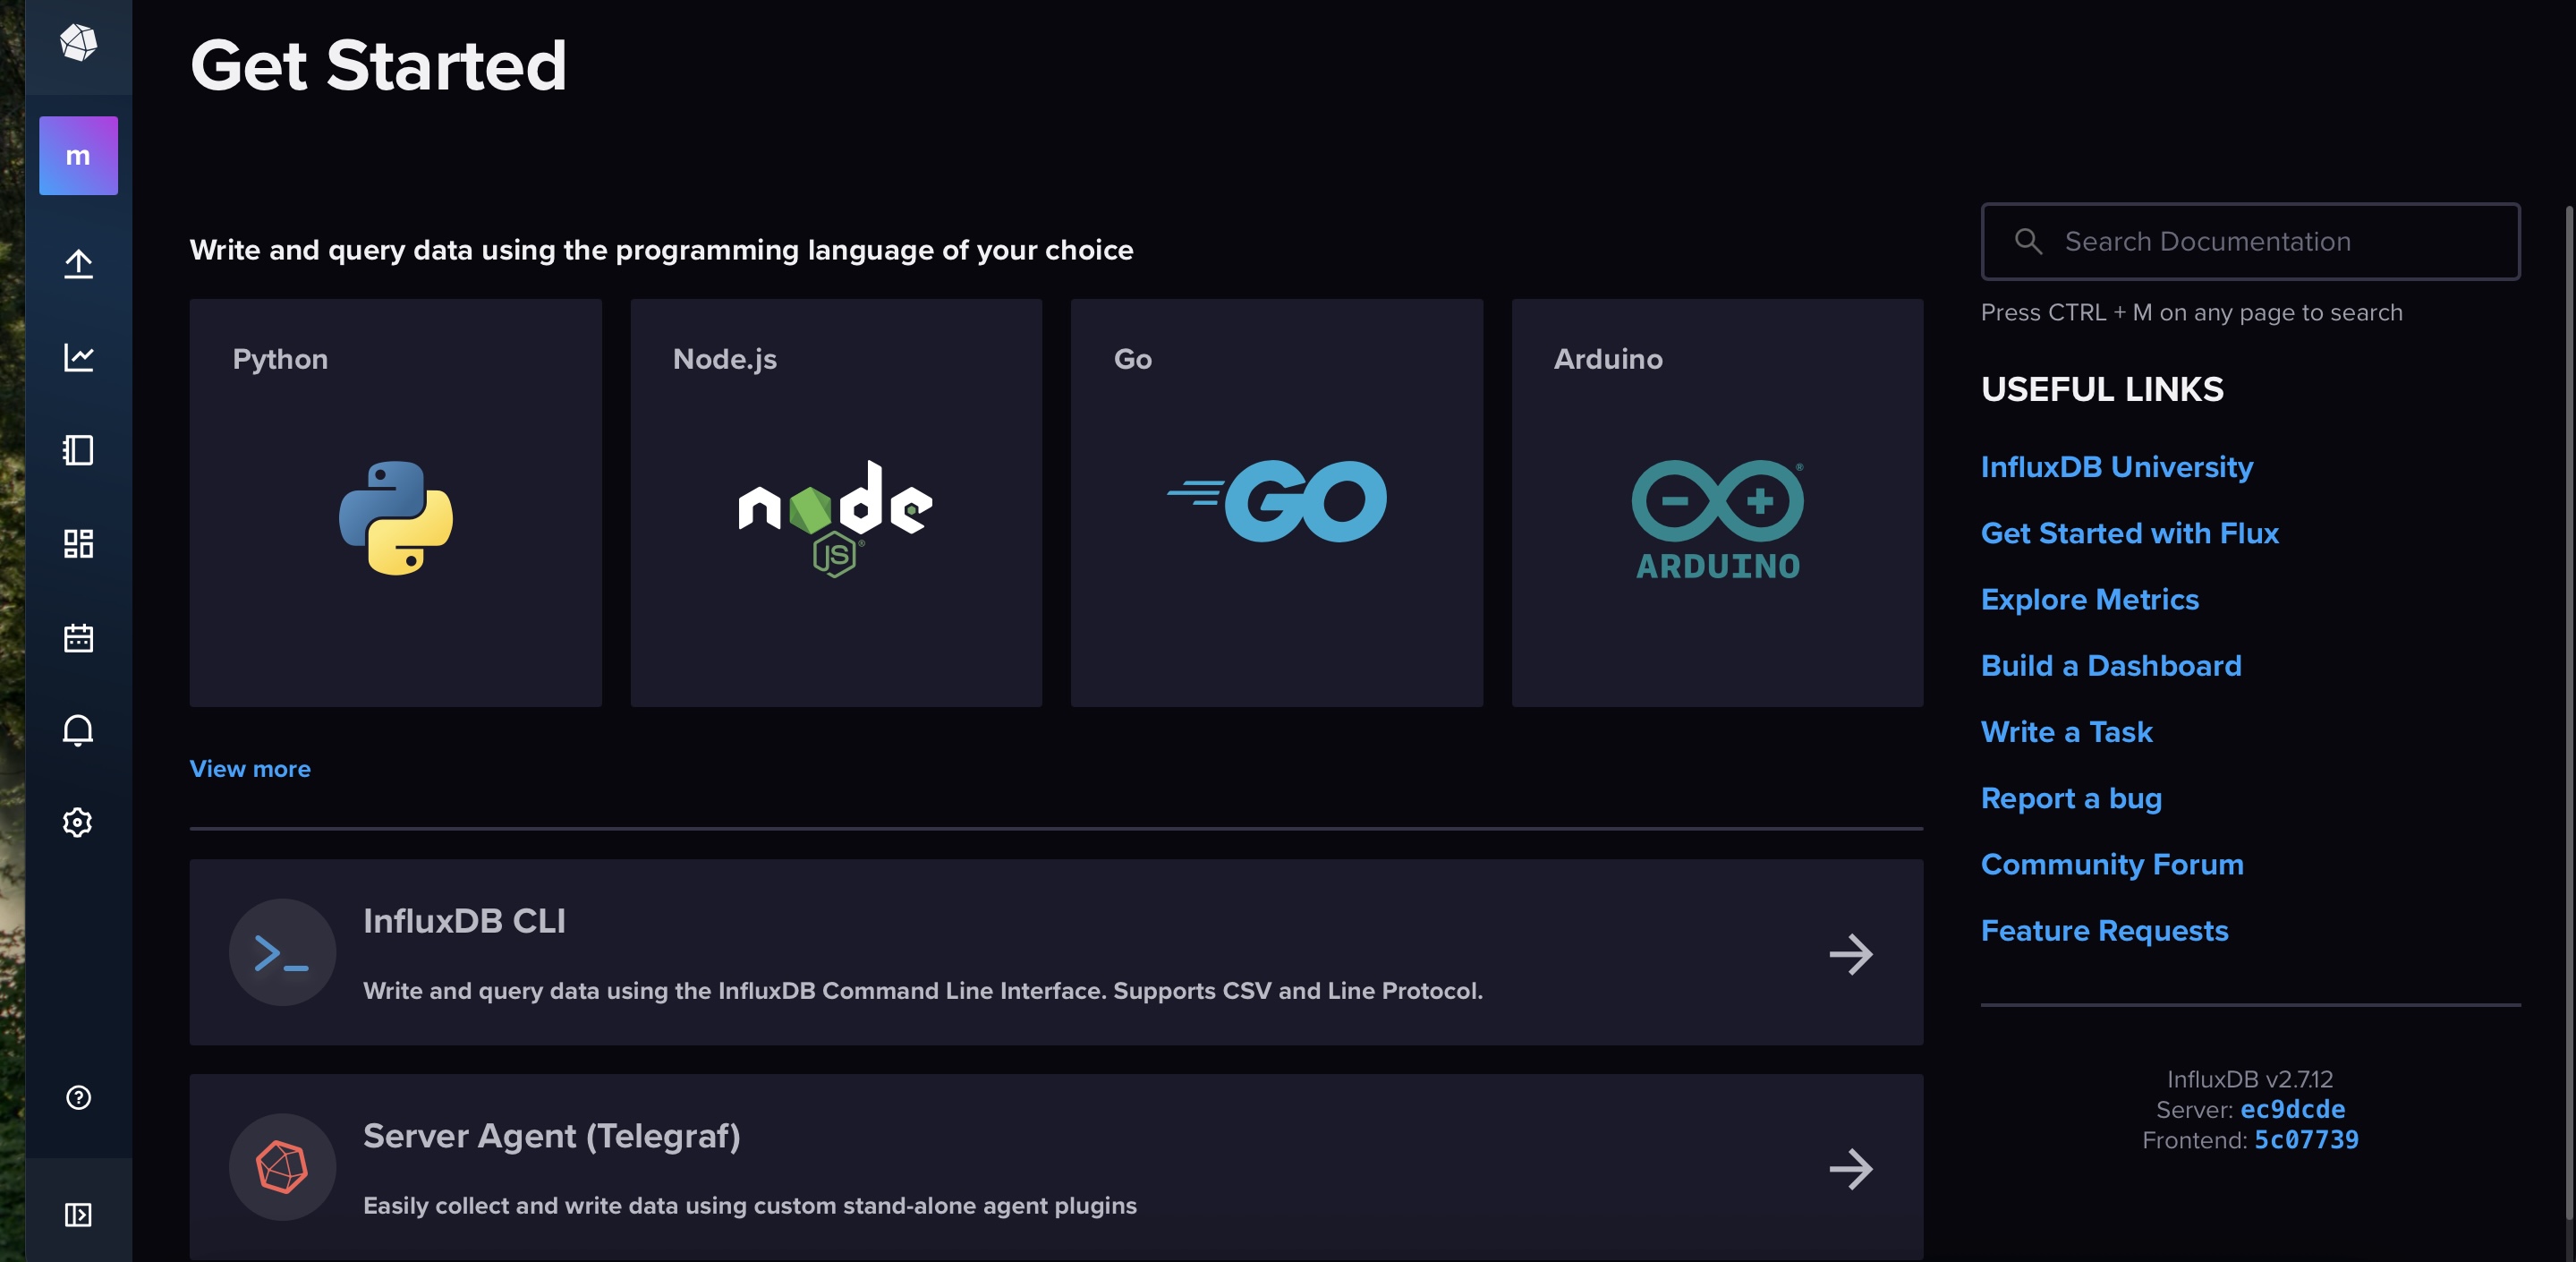 Get Started
m
Write and query data using the programming language of your choice
Python
Node.js
Go
Arduino
node
JS
GO
ARDUINO
View more
InfluxDB CLI
Write and query data using the InfluxDB Command Line Interface. Supports CSV and Line Protocol.
Server Agent (Telegraf)
Easily collect and write data using custom stand-alone agent plugins
Search Documentation
Press CTRL + M on any page to search
USEFUL LINKS
InfluxDB University
Get Started with Flux
Explore Metrics
Build a Dashboard
Write a Task
Report a bug
Community Forum
Feature Requests
InfluxDB v2.7.12
Server: ec9dcde
Frontend: 5c07739